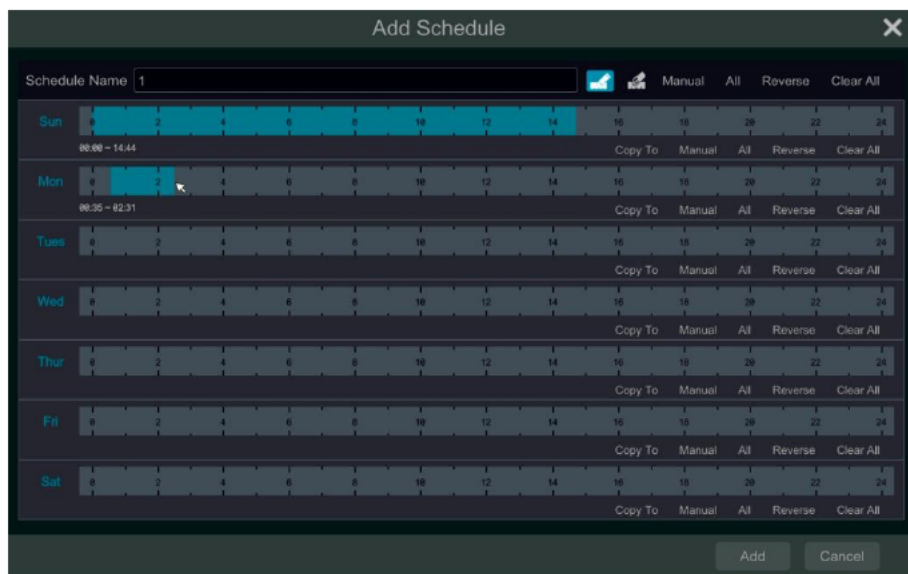 Add Schedule
Schedule Name 1 Manual All Reverse Clear All
Sun 0 2 4 6 8 10 12 14 16 18 20 22 24
00:00 ~ 14:44 Copy To Manual All Reverse Clear All
Mon 0 2 4 6 8 10 12 14 16 18 20 22 24
00:35 ~ 02:31 Copy To Manual All Reverse Clear All
Tues 0 2 4 6 8 10 12 14 16 18 20 22 24
Copy To Manual All Reverse Clear All
Wed 0 2 4 6 8 10 12 14 16 18 20 22 24
Copy To Manual All Reverse Clear All
Thur 0 2 4 6 8 10 12 14 16 18 20 22 24
Copy To Manual All Reverse Clear All
Fri 0 2 4 6 8 10 12 14 16 18 20 22 24
Copy To Manual All Reverse Clear All
Sat 0 2 4 6 8 10 12 14 16 18 20 22 24
Copy To Manual All Reverse Clear All
Add Cancel